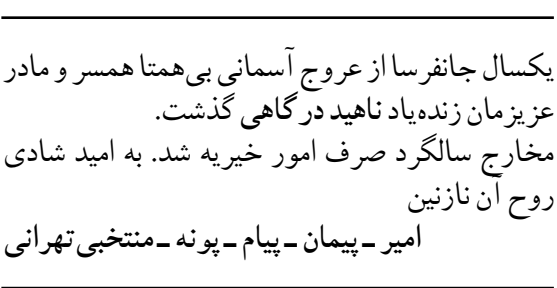 یکسال جانفرسا از عروج آسمانی بی‌همتا همسر و مادر
عزیزمان زنده‌یاد ناهید درگاهی گذشت.
مخارج سالگرد صرف امور خیریه شد. به امید شادی
روح آن نازنین
امیر ـ پیمان ـ پیام ـ پونه ـ منتخبی تهرانی